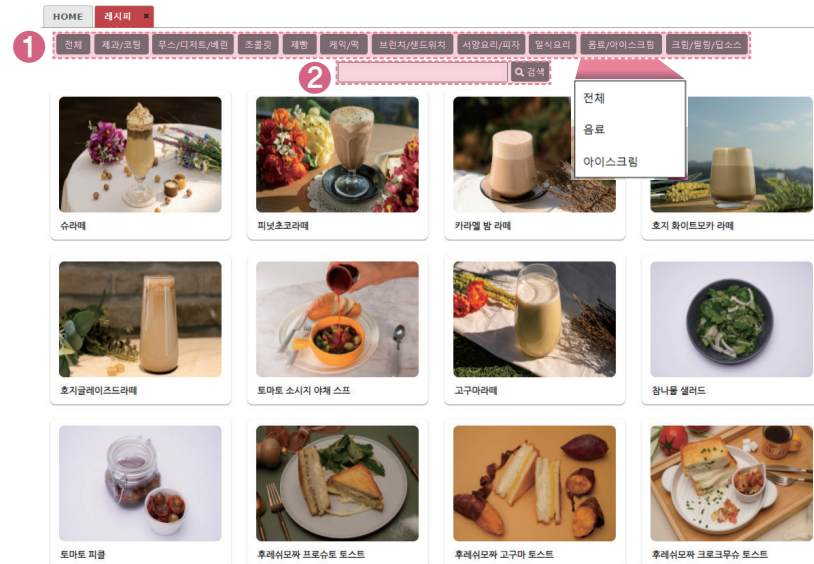 HOME 레시피 ×
1 전체 제과/코팅 무스/디저트/베린 초콜릿 제빵 케익/떡 브런치/샌드위치 서양요리/피자 일식요리 음료/아이스크림 크림/필링/딥소스
2 검색
전체
음료
아이스크림
슈라떼 피넛초코라떼 카라멜 밤 라떼 호지 화이트모카 라떼
호지글레이즈드라떼 토마토 소시지 야채 스프 고구마라떼 참나물 샐러드
토마토 피클 후레쉬모짜 프로슈토 토스트 후레쉬모짜 고구마 토스트 후레쉬모짜 크로크무슈 토스트